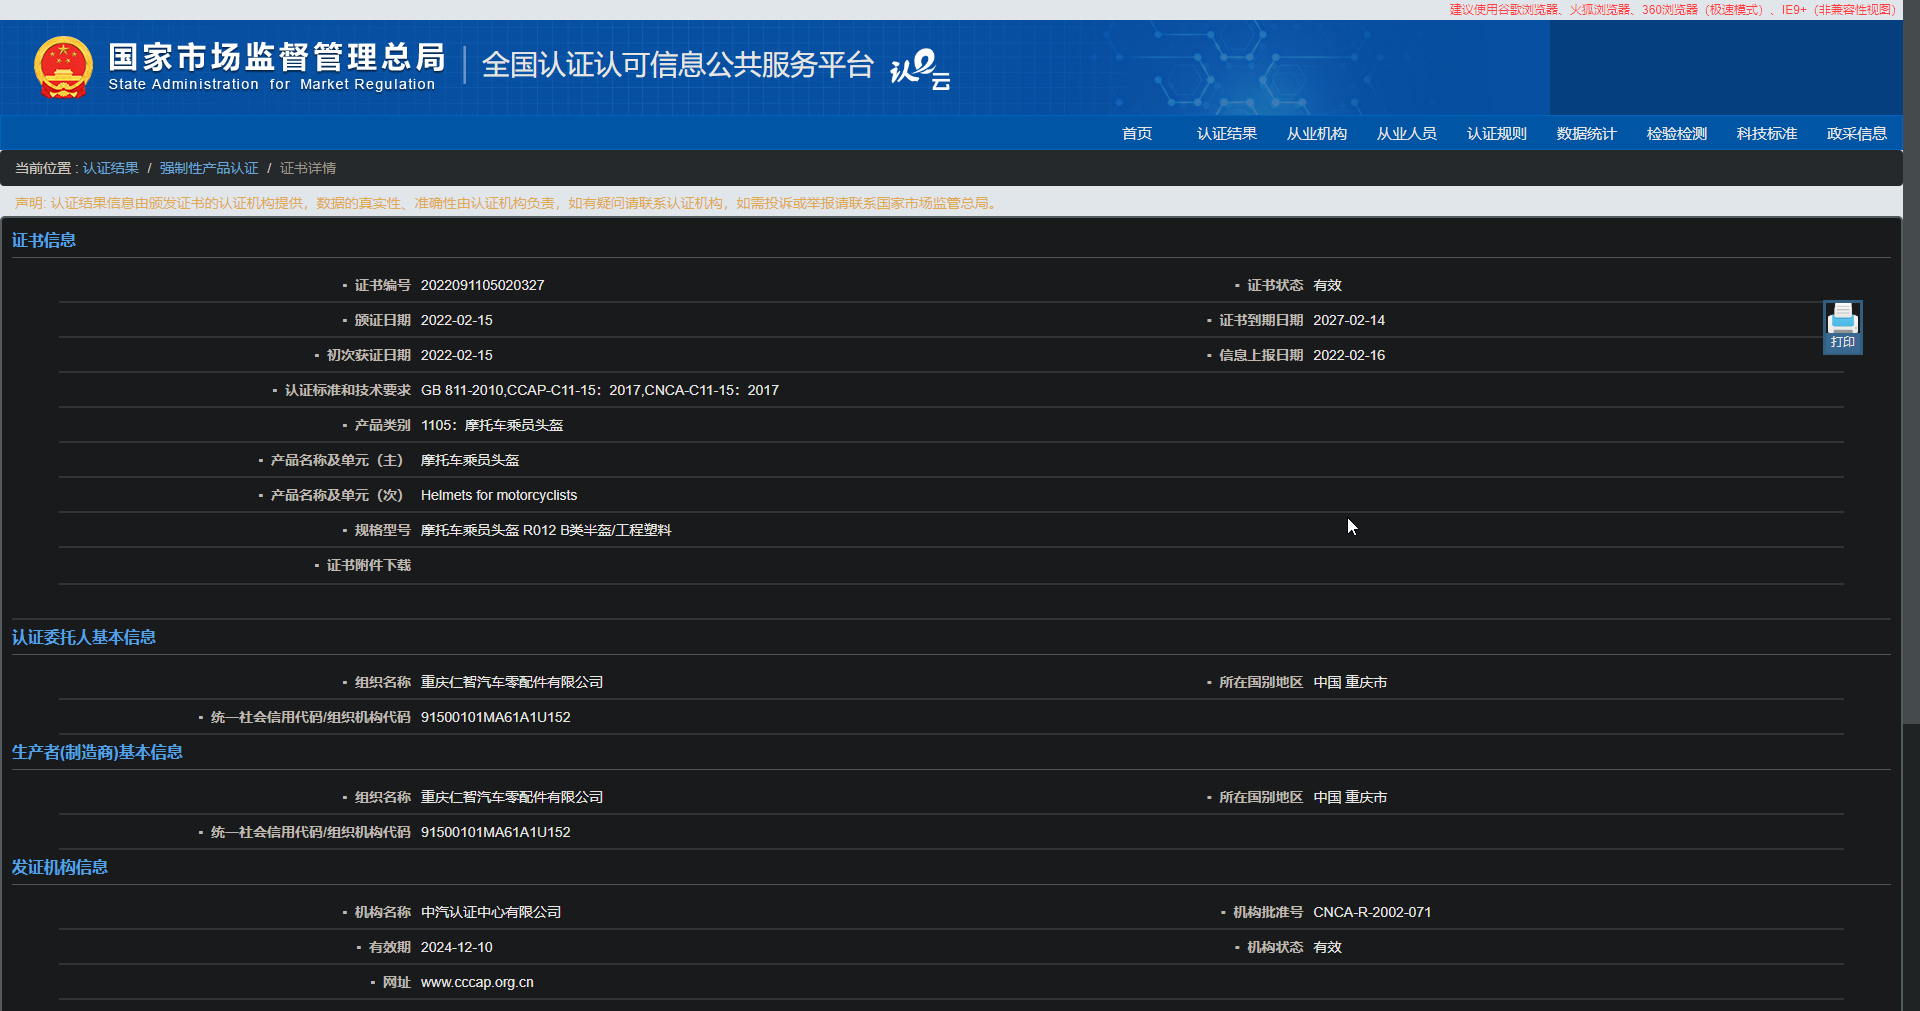 建议使用谷歌浏览器、火狐浏览器、360浏览器（极速模式）、IE9+（非兼容性视图）
国家市场监督管理总局
State Administration for Market Regulation
全国认证认可信息公共服务平台
认e云
首页 认证结果 从业机构 从业人员 认证规则 数据统计 检验检测 科技标准 政采信息
当前位置 : 认证结果 / 强制性产品认证 / 证书详情
声明: 认证结果信息由颁发证书的认证机构提供，数据的真实性、准确性由认证机构负责，如有疑问请联系认证机构，如需投诉或举报请联系国家市场监管总局。
证书信息
证书编号 2022091105020327 证书状态 有效
颁证日期 2022-02-15 证书到期日期 2027-02-14
打印
初次获证日期 2022-02-15 信息上报日期 2022-02-16
认证标准和技术要求 GB 811-2010,CCAP-C11-15：2017,CNCA-C11-15：2017
产品类别 1105：摩托车乘员头盔
产品名称及单元（主） 摩托车乘员头盔
产品名称及单元（次） Helmets for motorcyclists
规格型号 摩托车乘员头盔 R012 B类半盔/工程塑料
证书附件下载
认证委托人基本信息
组织名称 重庆仁智汽车零配件有限公司 所在国别地区 中国 重庆市
统一社会信用代码/组织机构代码 91500101MA61A1U152
生产者(制造商)基本信息
组织名称 重庆仁智汽车零配件有限公司 所在国别地区 中国 重庆市
统一社会信用代码/组织机构代码 91500101MA61A1U152
发证机构信息
机构名称 中汽认证中心有限公司 机构批准号 CNCA-R-2002-071
有效期 2024-12-10 机构状态 有效
网址 www.cccap.org.cn